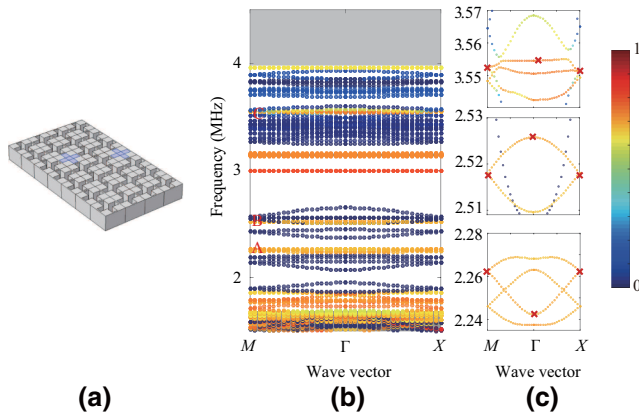 4
3
2
Frequency (MHz)
C
B
A
M Γ X
Wave vector
3.57
3.56
3.55
2.53
2.52
2.51
2.28
2.26
2.24
M Γ X
Wave vector
1
0
(a) (b) (c)